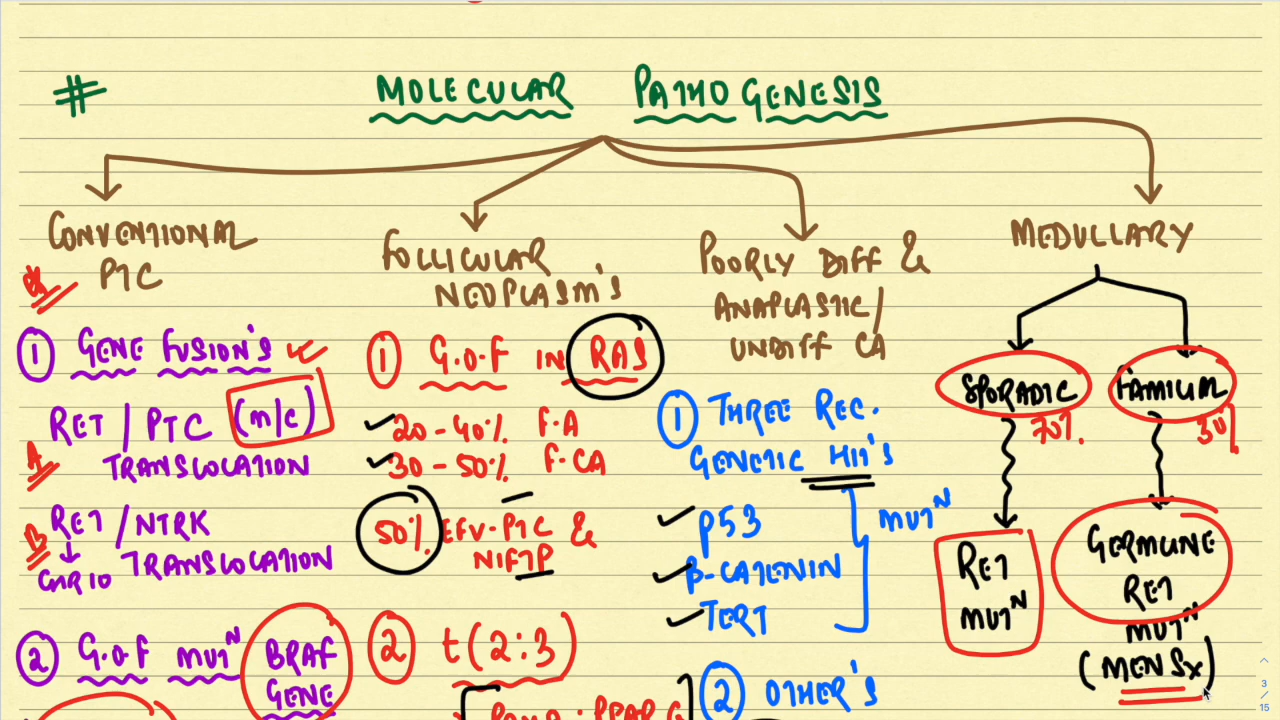 # MOLECULAR PATHOGENESIS
CONVENTIONAL
PTC
① GENE FUSION'S
RET / PTC (m/c)
A TRANSLOCATION
B RET / NTRK
CHR 10 TRANSLOCATION
② G.O.F MUTᴺ BRAF
GENE
FOLLICULAR
NEOPLASM'S
① G.O.F IN RAS
20-40% F.A
30-50% F-CA
50% EFV-PTC &
NIFTP
② t(2:3)
POORLY DIFF &
ANAPLASTIC /
UNDIFF CA
① THREE REC.
GENETIC HIT'S
P53
β-CATENIN
TERT
MUTᴺ
② OTHER'S
MEDULLARY
SPORADIC
70%
RET
MUTᴺ
FAMILIAL
30%
GERMLINE
RET
MUTᴺ
(MEN Sx)
3
/
15